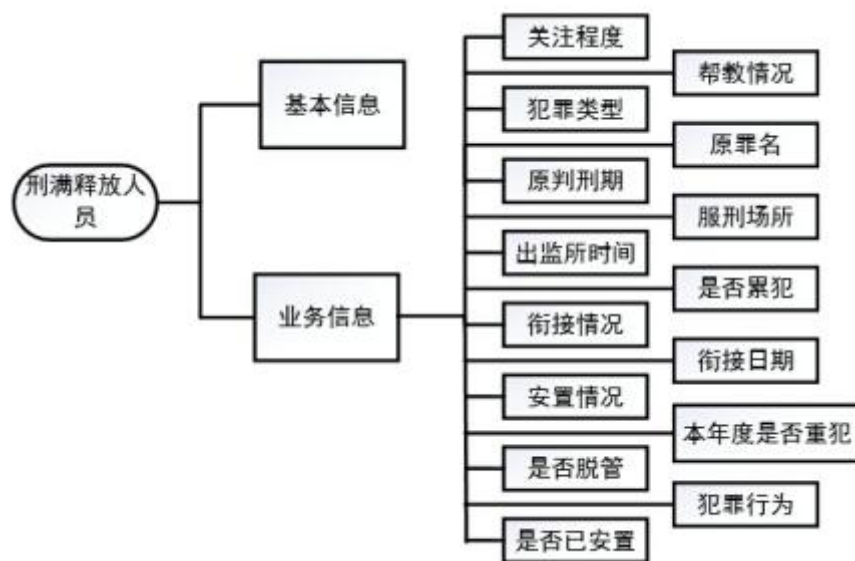 关注程度
帮教情况
基本信息
犯罪类型
原罪名
刑满释放人
员
原判刑期
服刑场所
出监所时间
是否累犯
业务信息
衔接情况
衔接日期
安置情况
本年度是否重犯
是否脱管
犯罪行为
是否已安置